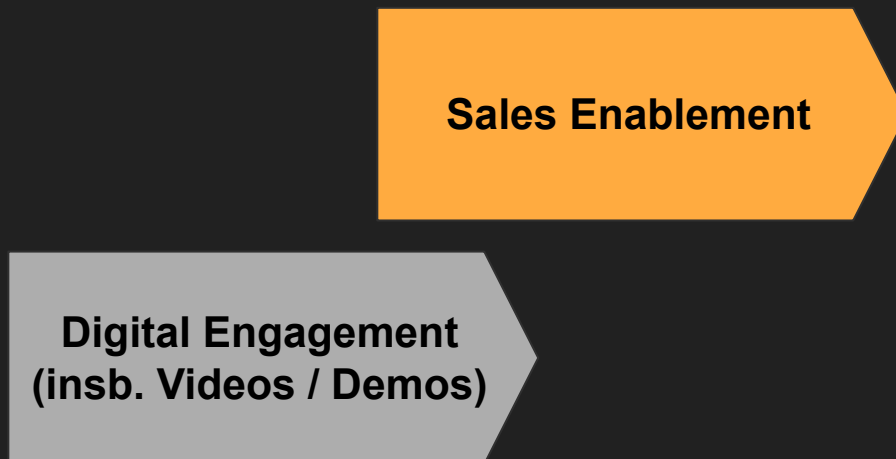 Sales Enablement
Digital Engagement
(insb. Videos / Demos)